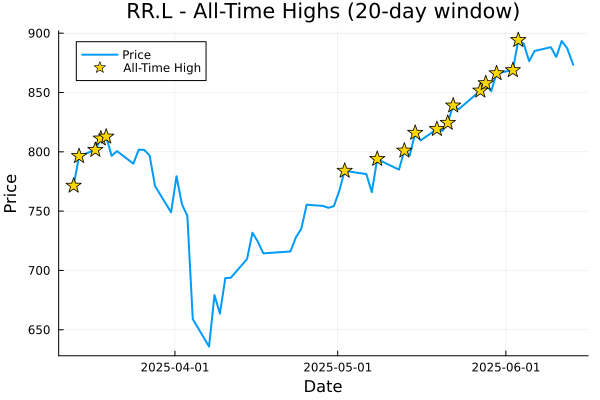 RR.L - All-Time Highs (20-day window)
Price
All-Time High
900
850
800
750
700
650
Price
2025-04-01
2025-05-01
2025-06-01
Date